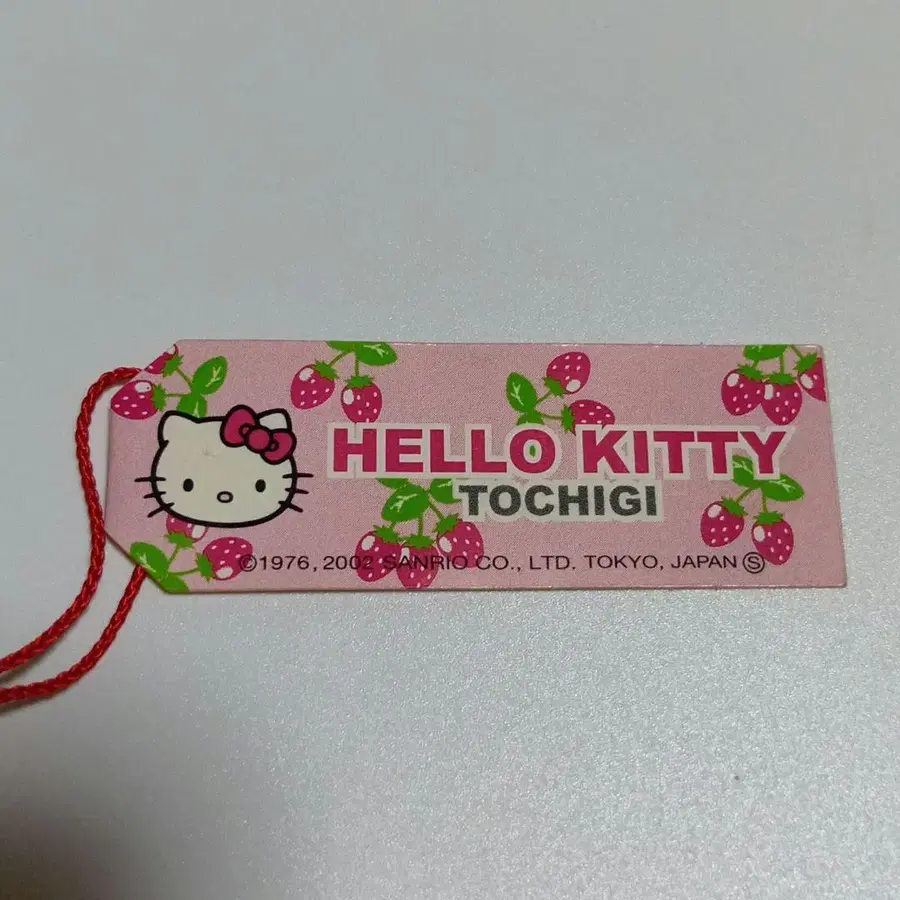 HELLO KITTY
TOCHIGI
©1976, 2002 SANRIO CO., LTD. TOKYO, JAPAN Ⓢ